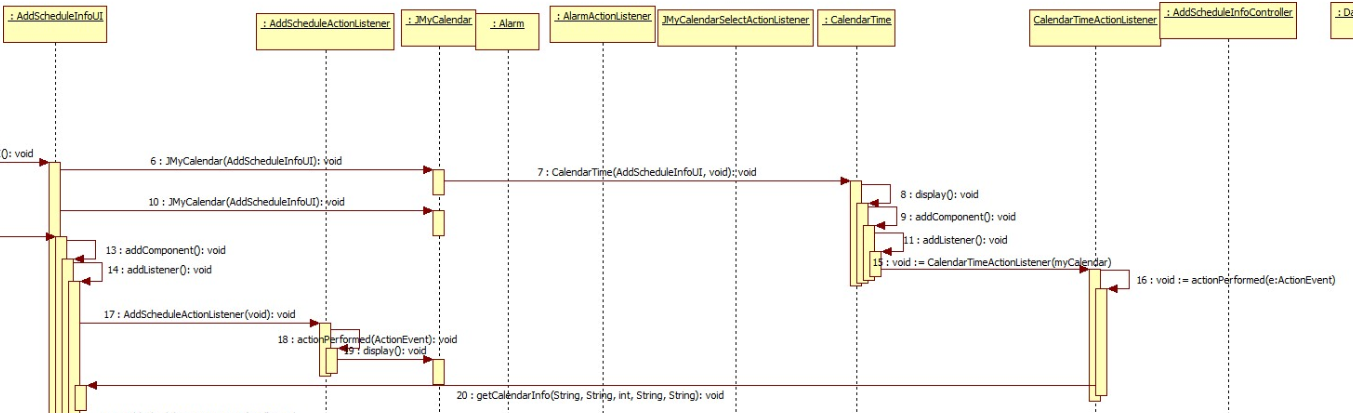 : AddScheduleInfoUI
: AddScheduleActionListener
: JMyCalendar
: Alarm
: AlarmActionListener
JMyCalendarSelectActionListener
: CalendarTime
CalendarTimeActionListener
: AddScheduleInfoController
: Da
(): void
6 : JMyCalendar(AddScheduleInfoUI): void
7 : CalendarTime(AddScheduleInfoUI, void): void
8 : display(): void
10 : JMyCalendar(AddScheduleInfoUI): void
9 : addComponent(): void
11 : addListener(): void
13 : addComponent(): void
15 : void := CalendarTimeActionListener(myCalendar)
14 : addListener(): void
16 : void := actionPerformed(e:ActionEvent)
17 : AddScheduleActionListener(void): void
18 : actionPerformed(ActionEvent): void
19 : display(): void
20 : getCalendarInfo(String, String, int, String, String): void